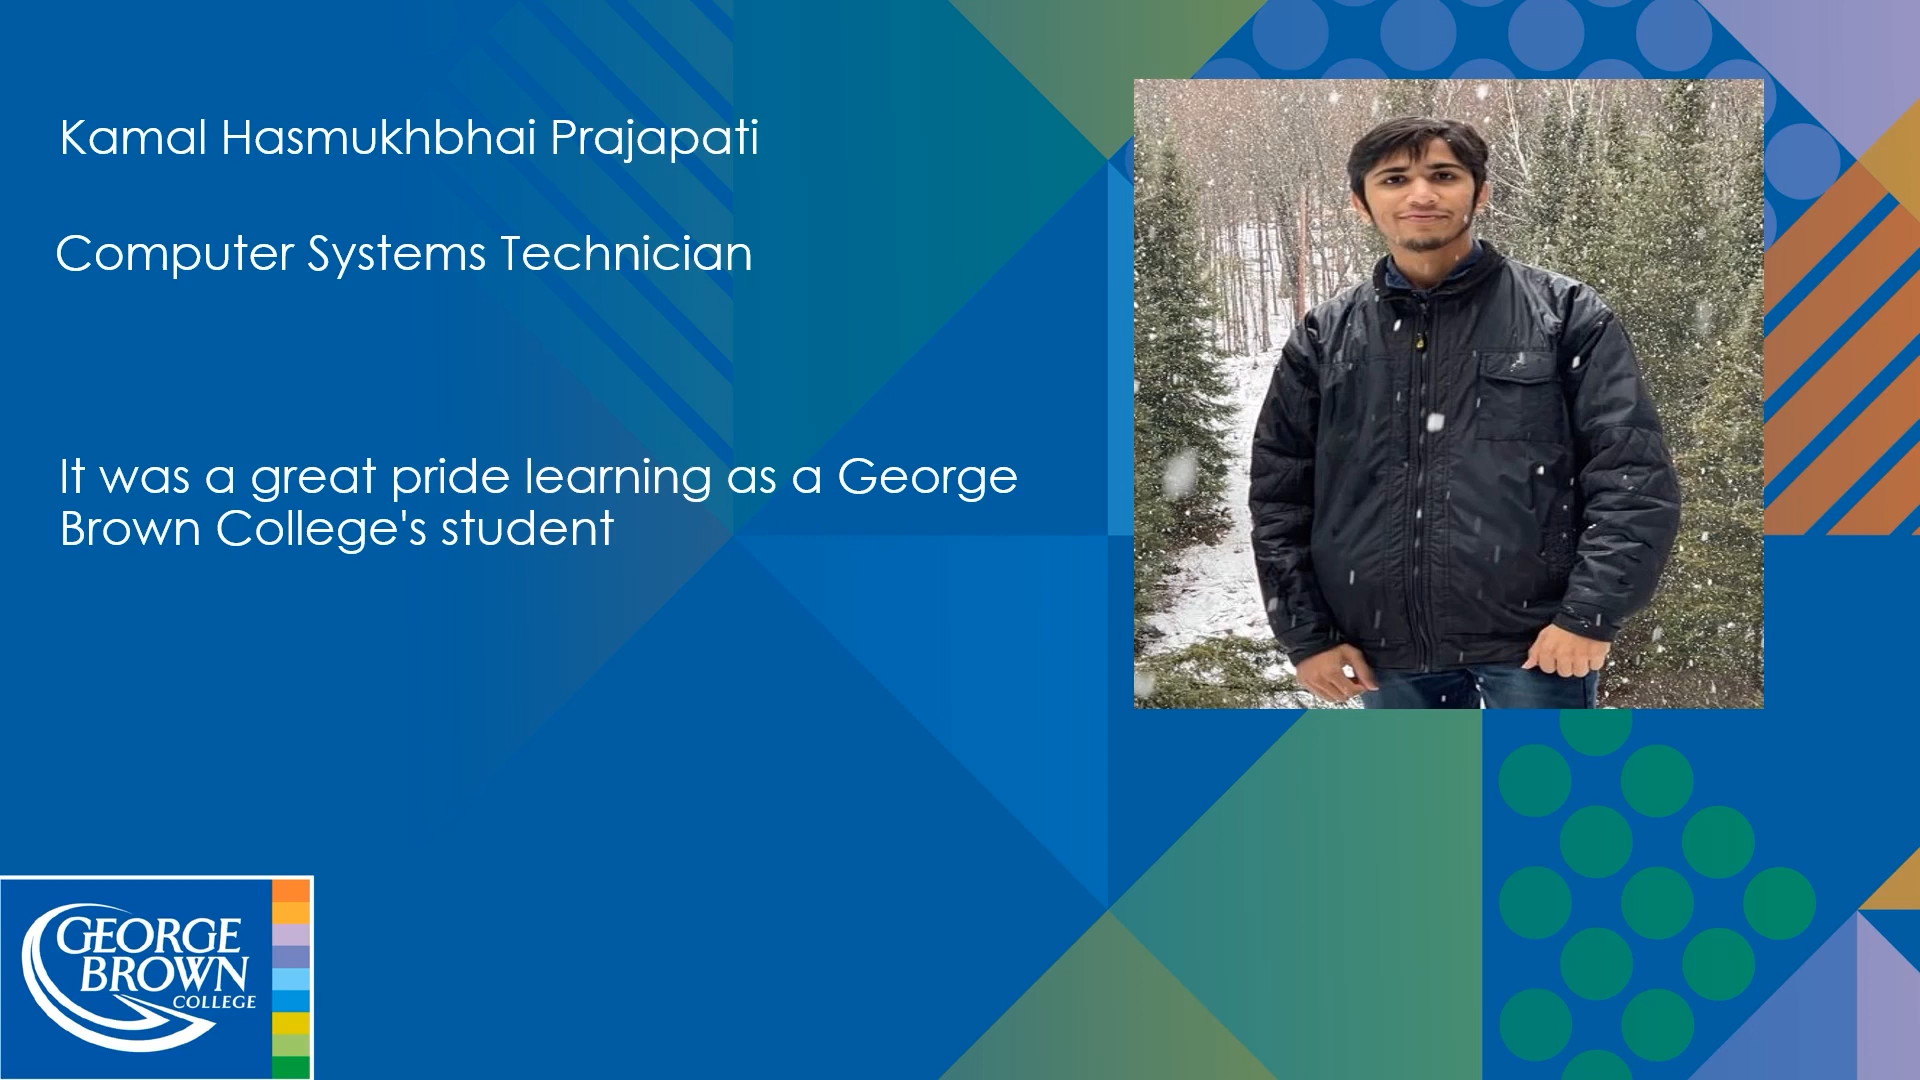 Kamal Hasmukhbhai Prajapati
Computer Systems Technician
It was a great pride learning as a George
Brown College's student
GEORGE
BROWN
COLLEGE